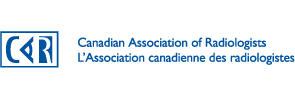 CAR
Canadian Association of Radiologists
L'Association canadienne des radiologistes